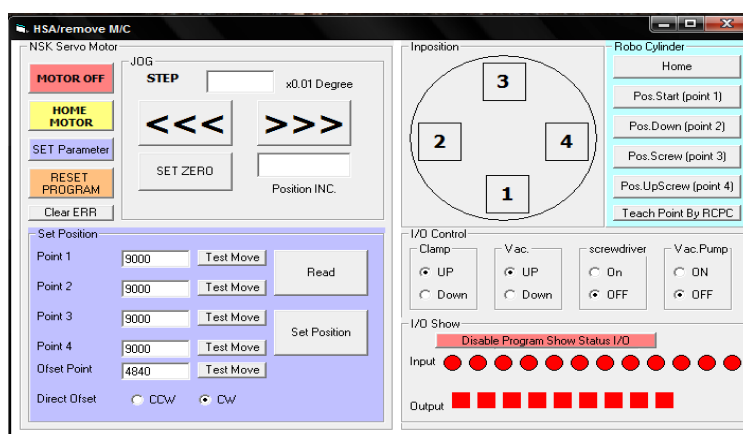 HSA/remove M/C
NSK Servo Motor
MOTOR OFF
HOME
MOTOR
SET Parameter
RESET
PROGRAM
Clear ERR
JOG
STEP
x0.01 Degree
<<<
>>>
SET ZERO
Position INC.
Set Position
Point 1
9000
Test Move
Point 2
9000
Test Move
Point 3
9000
Test Move
Point 4
9000
Test Move
Ofset Point
4840
Test Move
Read
Set Position
Direct Ofset
CCW
CW
Inposition
3
2
4
1
Robo Cylinder
Home
Pos.Start (point 1)
Pos.Down (point 2)
Pos.Screw (point 3)
Pos.UpScrew (point 4)
Teach Point By RCPC
I/O Control
Clamp
UP
Down
Vac.
UP
Down
screwdriver
On
OFF
Vac.Pump
ON
OFF
I/O Show
Disable Program Show Status I/O
Input
Output